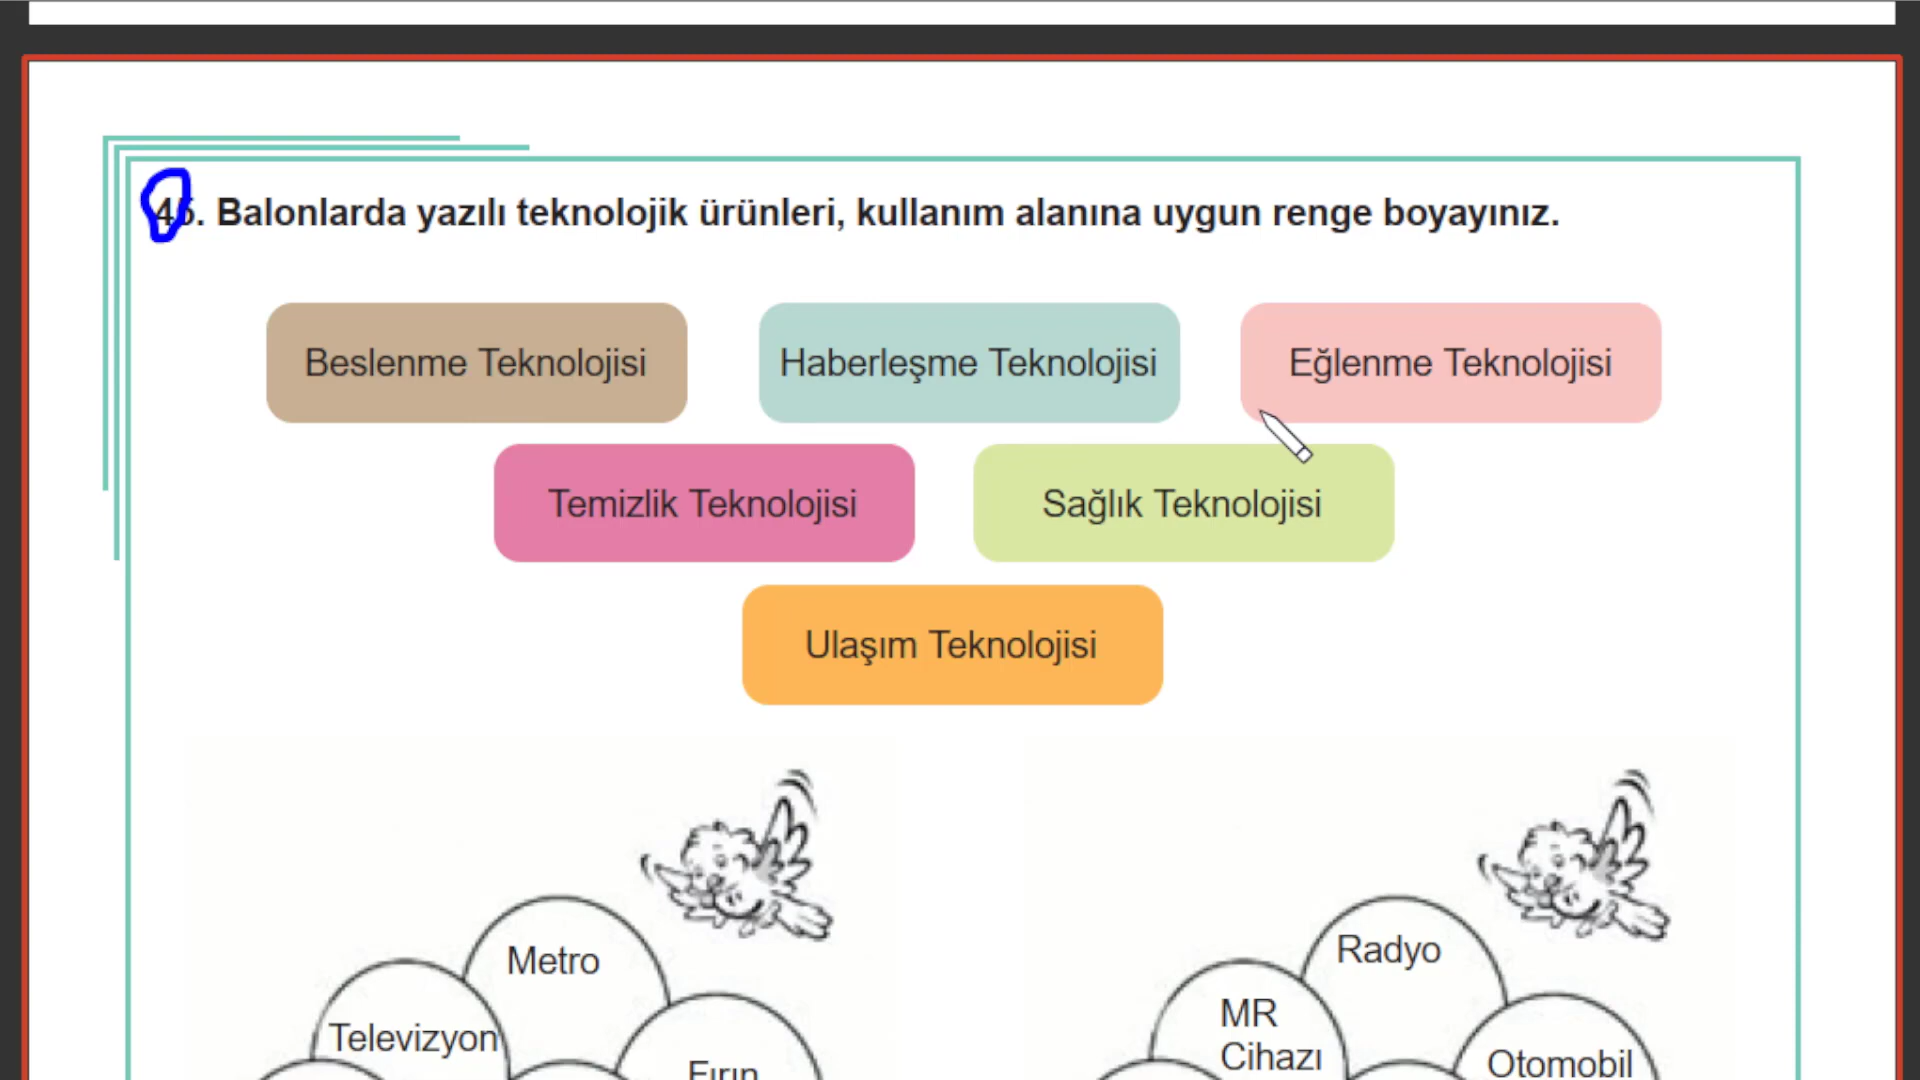 45. Balonlarda yazılı teknolojik ürünleri, kullanım alanına uygun renge boyayınız.
Beslenme Teknolojisi
Haberleşme Teknolojisi
Eğlenme Teknolojisi
Temizlik Teknolojisi
Sağlık Teknolojisi
Ulaşım Teknolojisi
Metro
Televizyon
Fırın
Radyo
MR
Cihazı
Otomobil